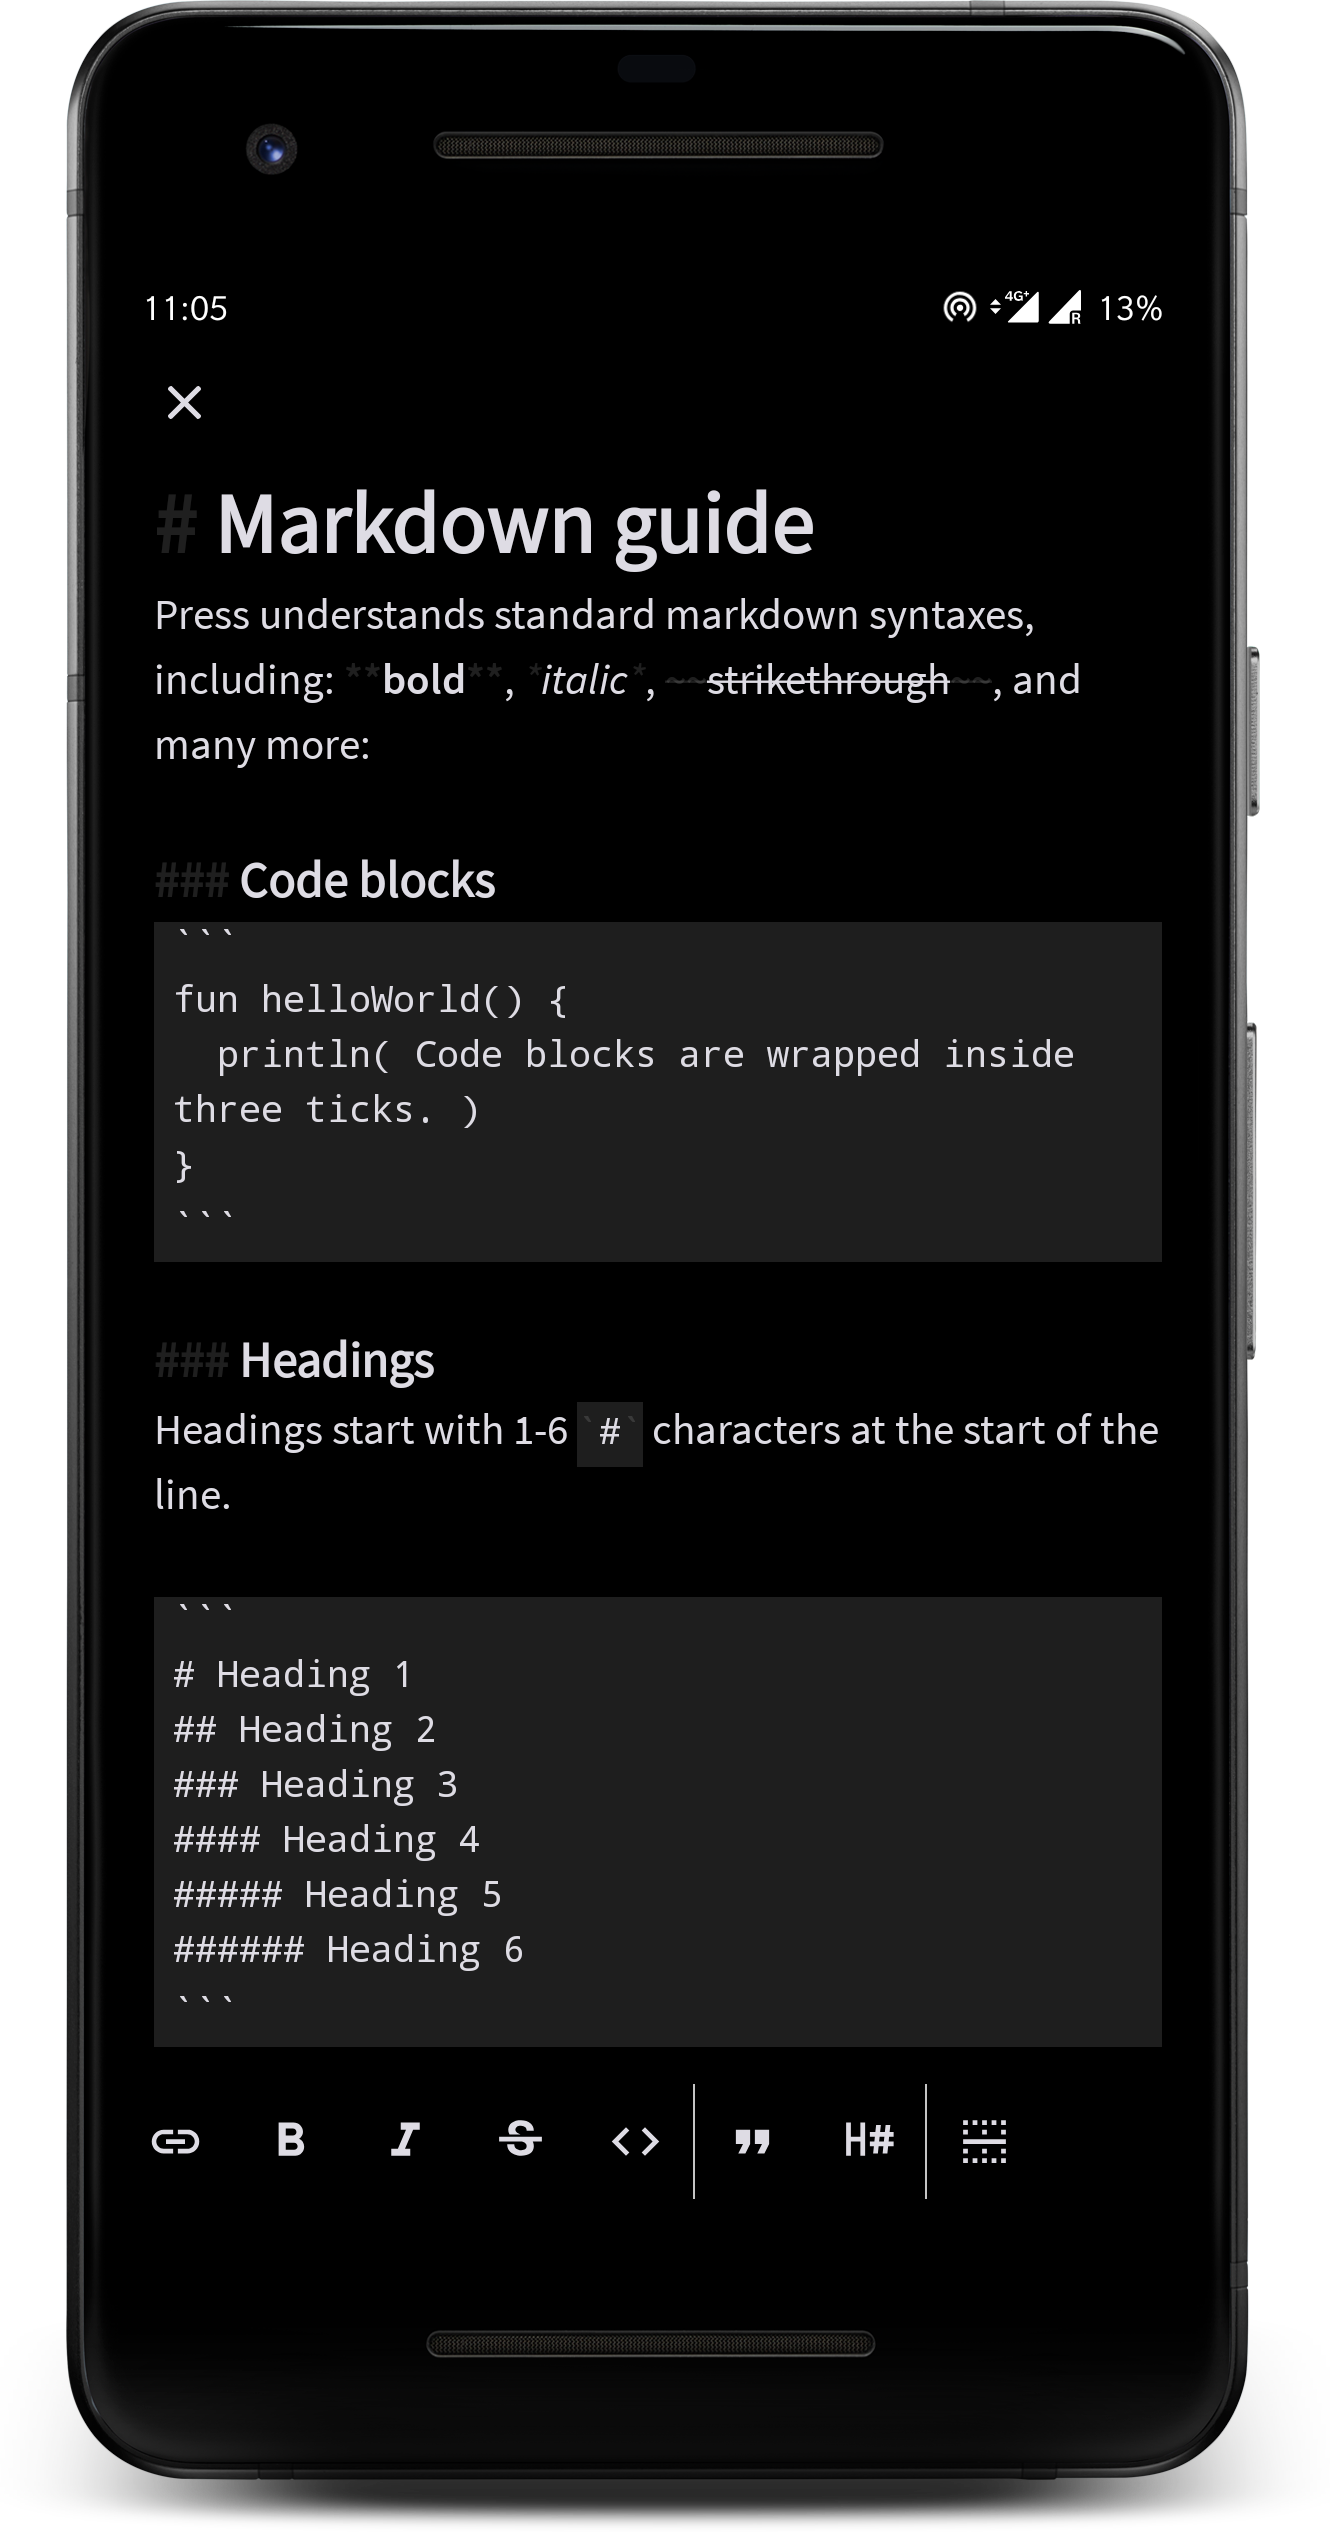 11:05 4G+ R 13%
# Markdown guide
Press understands standard markdown syntaxes,
including: **bold**, *italic*, ~~strikethrough~~, and
many more:
### Code blocks
```
fun helloWorld() {
  println( Code blocks are wrapped inside
three ticks. )
}
```
### Headings
Headings start with 1-6 `#` characters at the start of the
line.
```
# Heading 1
## Heading 2
### Heading 3
#### Heading 4
##### Heading 5
###### Heading 6
```
B I S <> H#